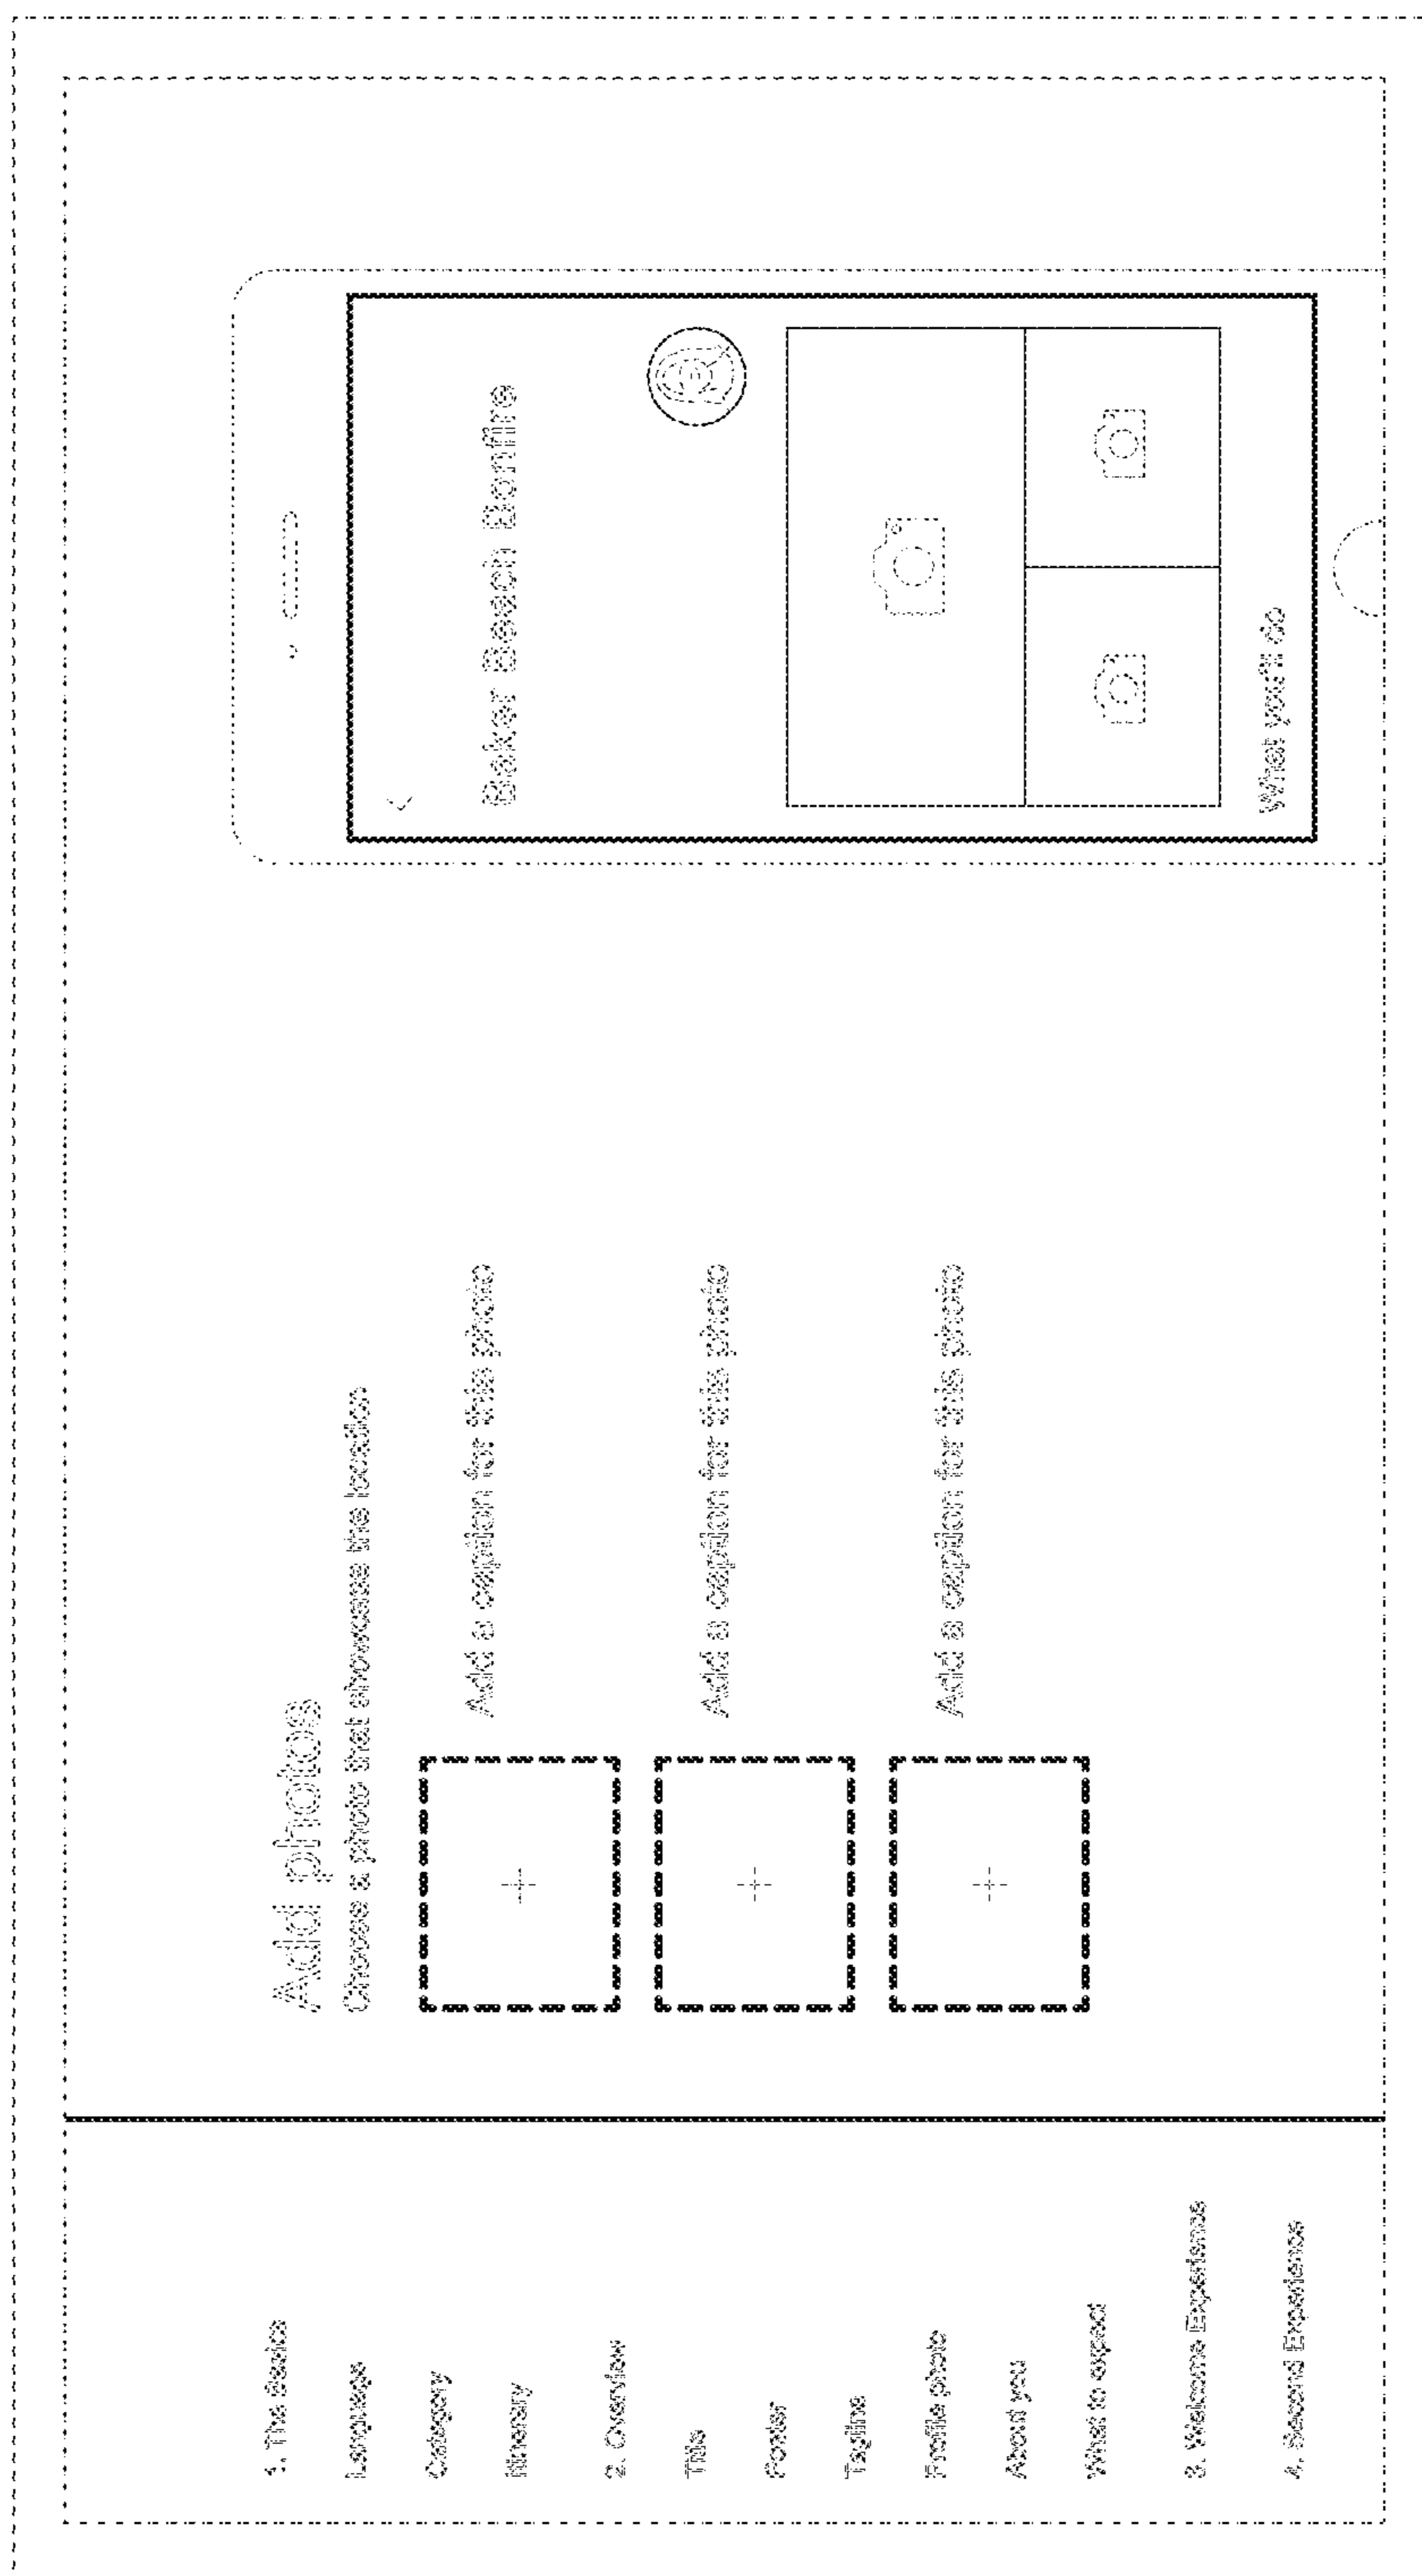 1. The Basics
Language
Category
Itinerary
2. Overview
Title
Poster
Tagline
Profile photo
About you
What to expect
3. Welcome Experience
4. Second Experience
Add photos
Choose a photo that showcase the location
Add a caption for this photo
Add a caption for this photo
Add a caption for this photo
Baker Beach Bonfire
What you'll do